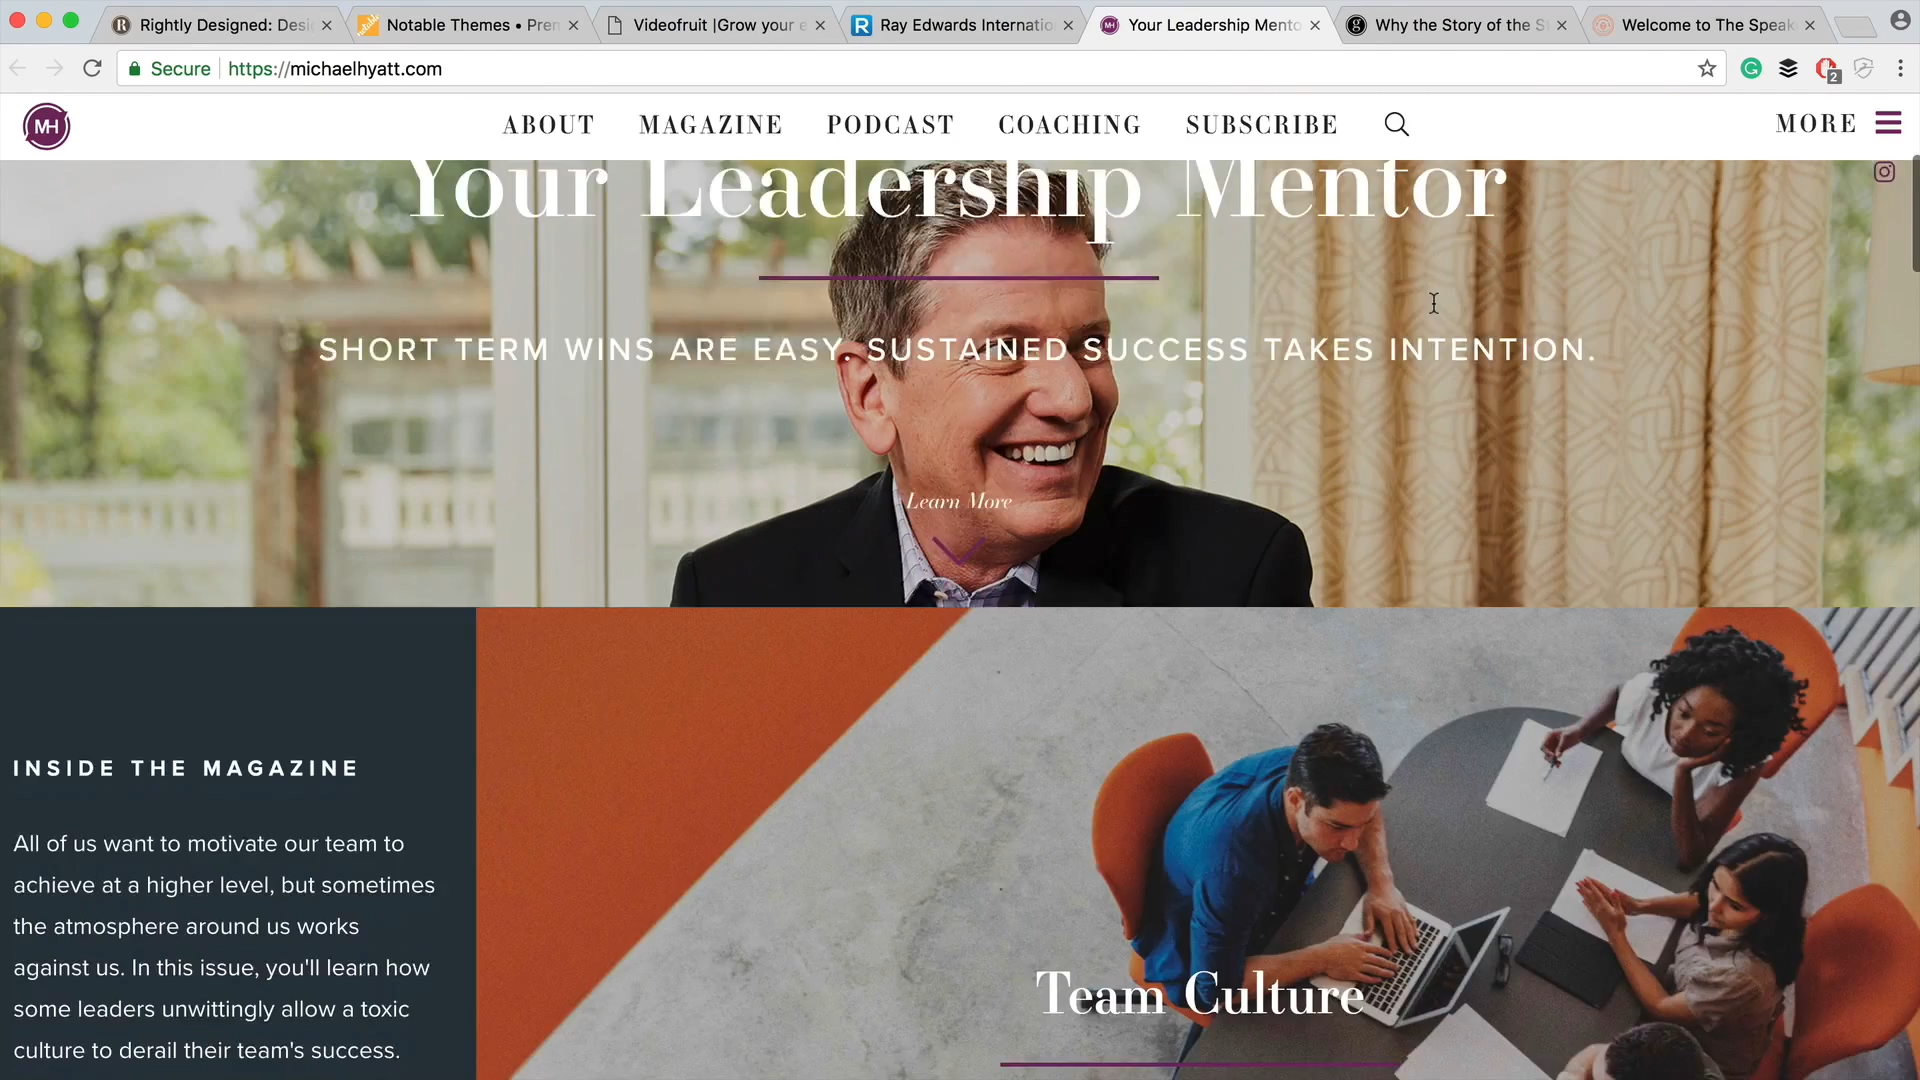 Rightly Designed: Desi
Notable Themes • Pren
Videofruit |Grow your e
Ray Edwards Internatio
Your Leadership Mento
Why the Story of the S
Welcome to The Speak
Secure
https://michaelhyatt.com
2
MH
ABOUT
MAGAZINE
PODCAST
COACHING
SUBSCRIBE
MORE
Your Leadership Mentor
SHORT TERM WINS ARE EASY. SUSTAINED SUCCESS TAKES INTENTION.
Learn More
INSIDE THE MAGAZINE
All of us want to motivate our team to
achieve at a higher level, but sometimes
the atmosphere around us works
against us. In this issue, you'll learn how
some leaders unwittingly allow a toxic
culture to derail their team's success.
Team Culture